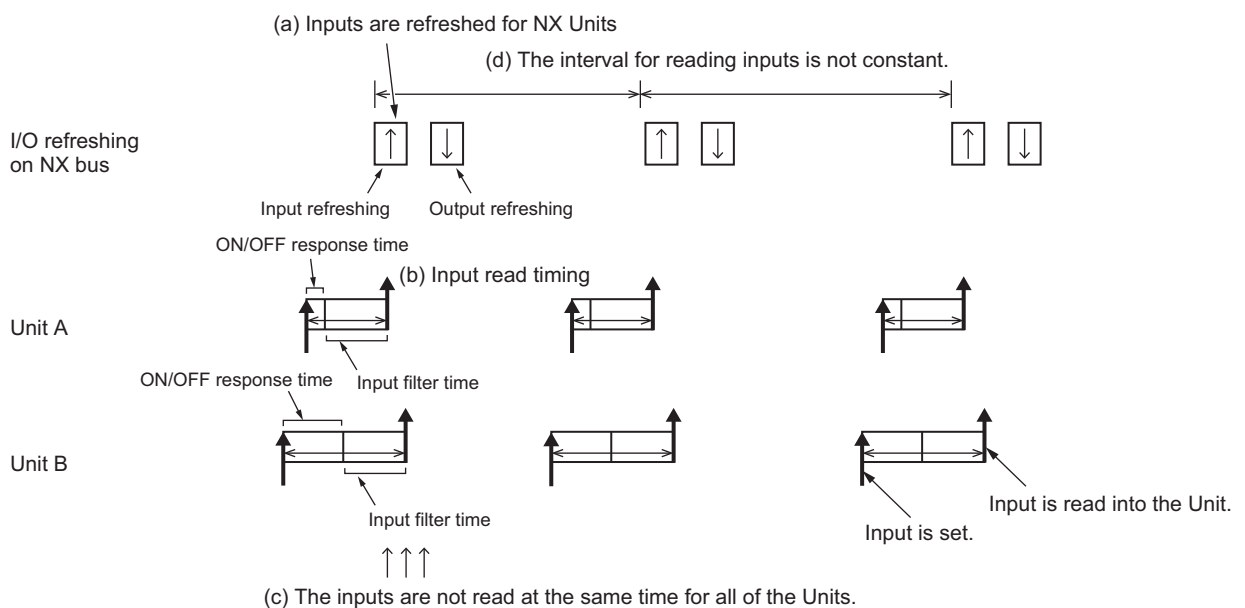 (a) Inputs are refreshed for NX Units
(d) The interval for reading inputs is not constant.
I/O refreshing
on NX bus
Input refreshing
Output refreshing
ON/OFF response time
(b) Input read timing
Unit A
ON/OFF response time
Input filter time
Unit B
Input is read into the Unit.
Input filter time
Input is set.
(c) The inputs are not read at the same time for all of the Units.